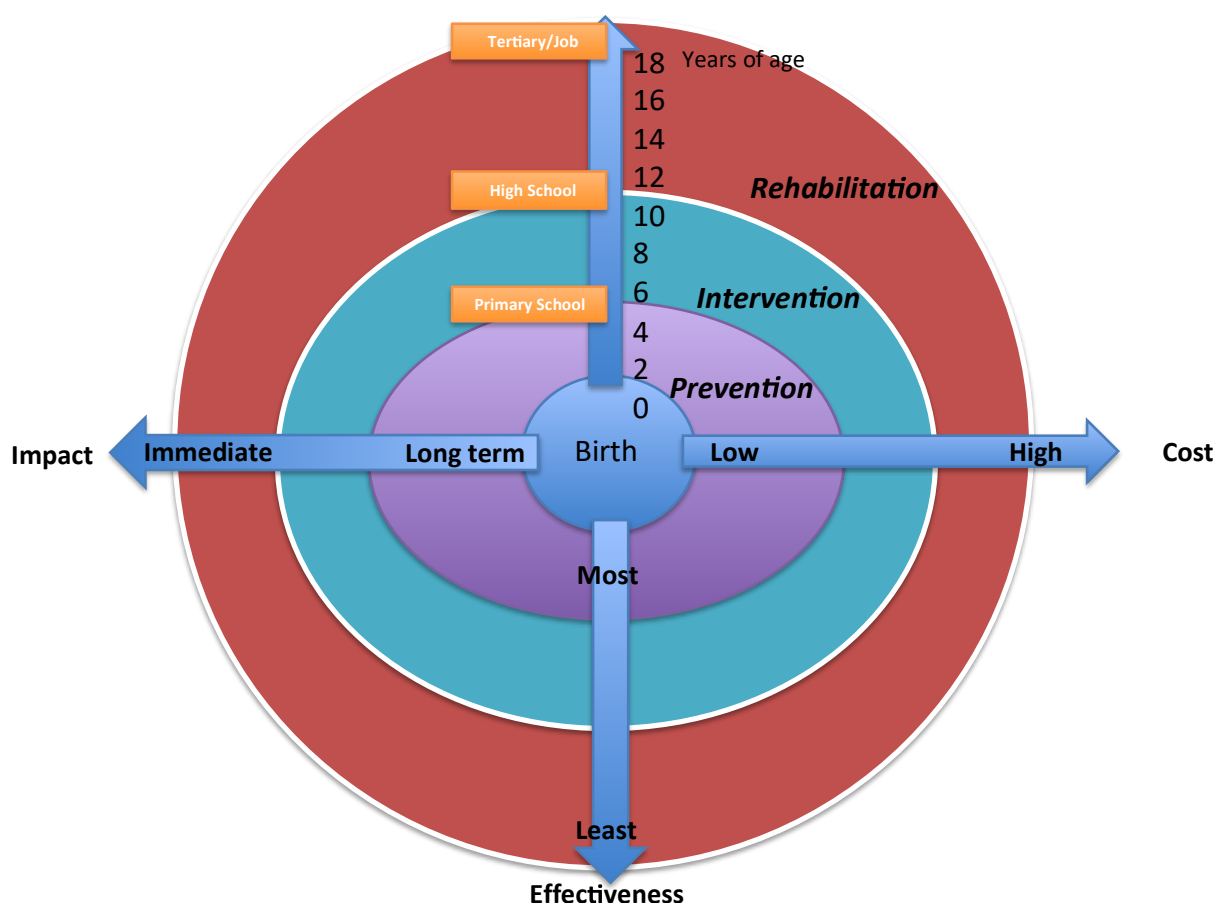 Tertiary/Job
18 Years of age
16
14
12
Rehabilitation
High School
10
8
6
Intervention
Primary School
4
2
Prevention
0
Impact
Immediate
Long term
Birth
Low
High
Cost
Most
Least
Effectiveness